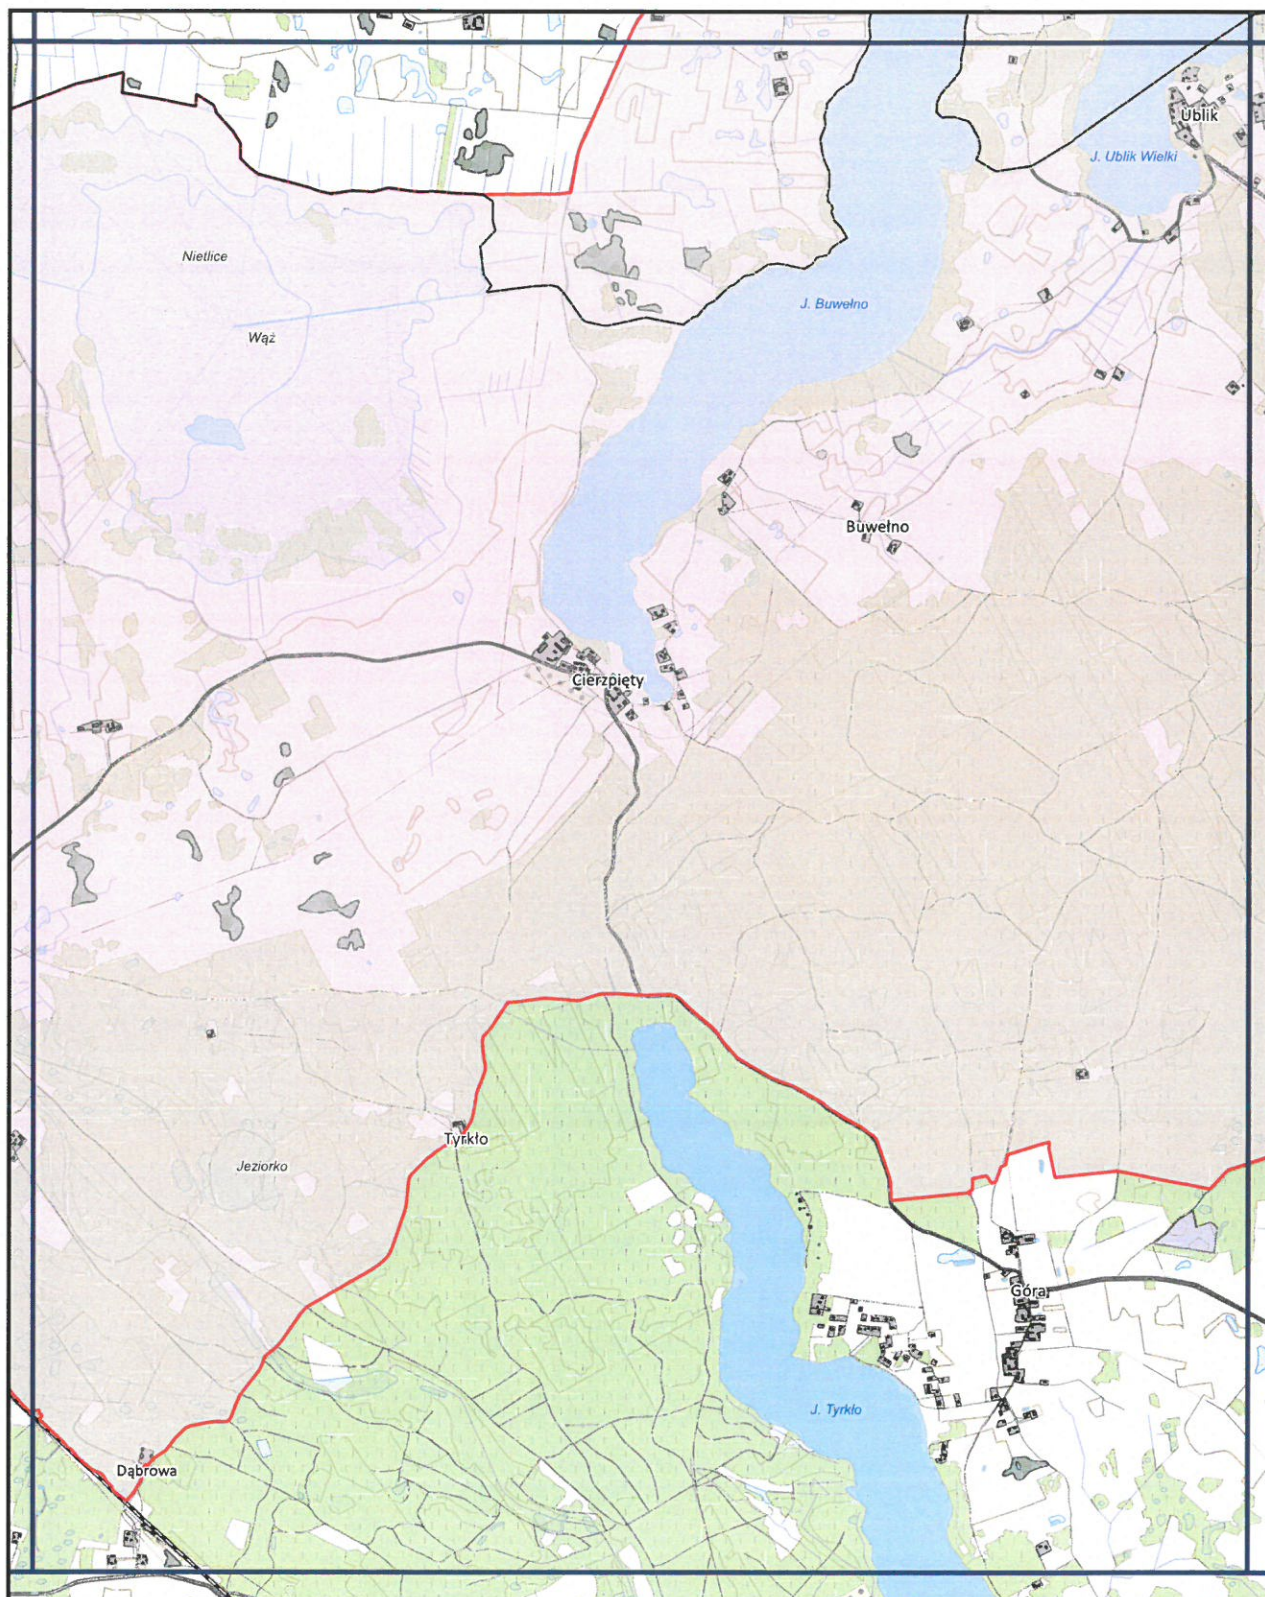 Ublik
J. Ublik Wielki
Nietlice
J. Buwełno
Wąż
Buwełno
Cierzpięty
Tyrkło
Jeziorko
Góra
J. Tyrkło
Dąbrowa